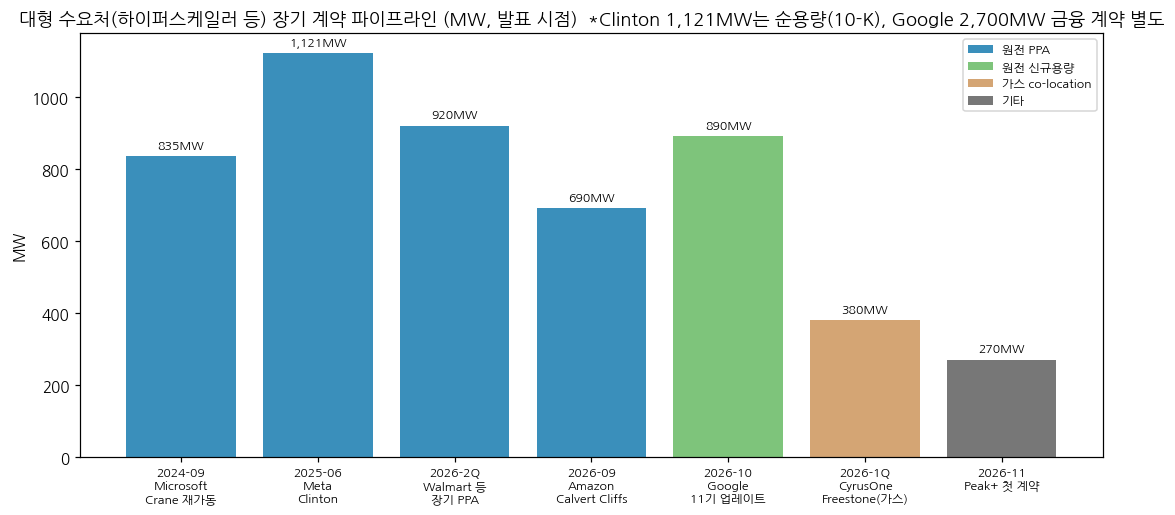 대형 수요처(하이퍼스케일러 등) 장기 계약 파이프라인 (MW, 발표 시점)  *Clinton 1,121MW는 순용량(10-K), Google 2,700MW 금융 계약 별도
원전 PPA
원전 신규용량
가스 co-location
기타
MW
1000
800
600
400
200
0
835MW
1,121MW
920MW
690MW
890MW
380MW
270MW
2024-09
Microsoft
Crane 재가동
2025-06
Meta
Clinton
2026-2Q
Walmart 등
장기 PPA
2026-09
Amazon
Calvert Cliffs
2026-10
Google
11기 업레이트
2026-1Q
CyrusOne
Freestone(가스)
2026-11
Peak+ 첫 계약